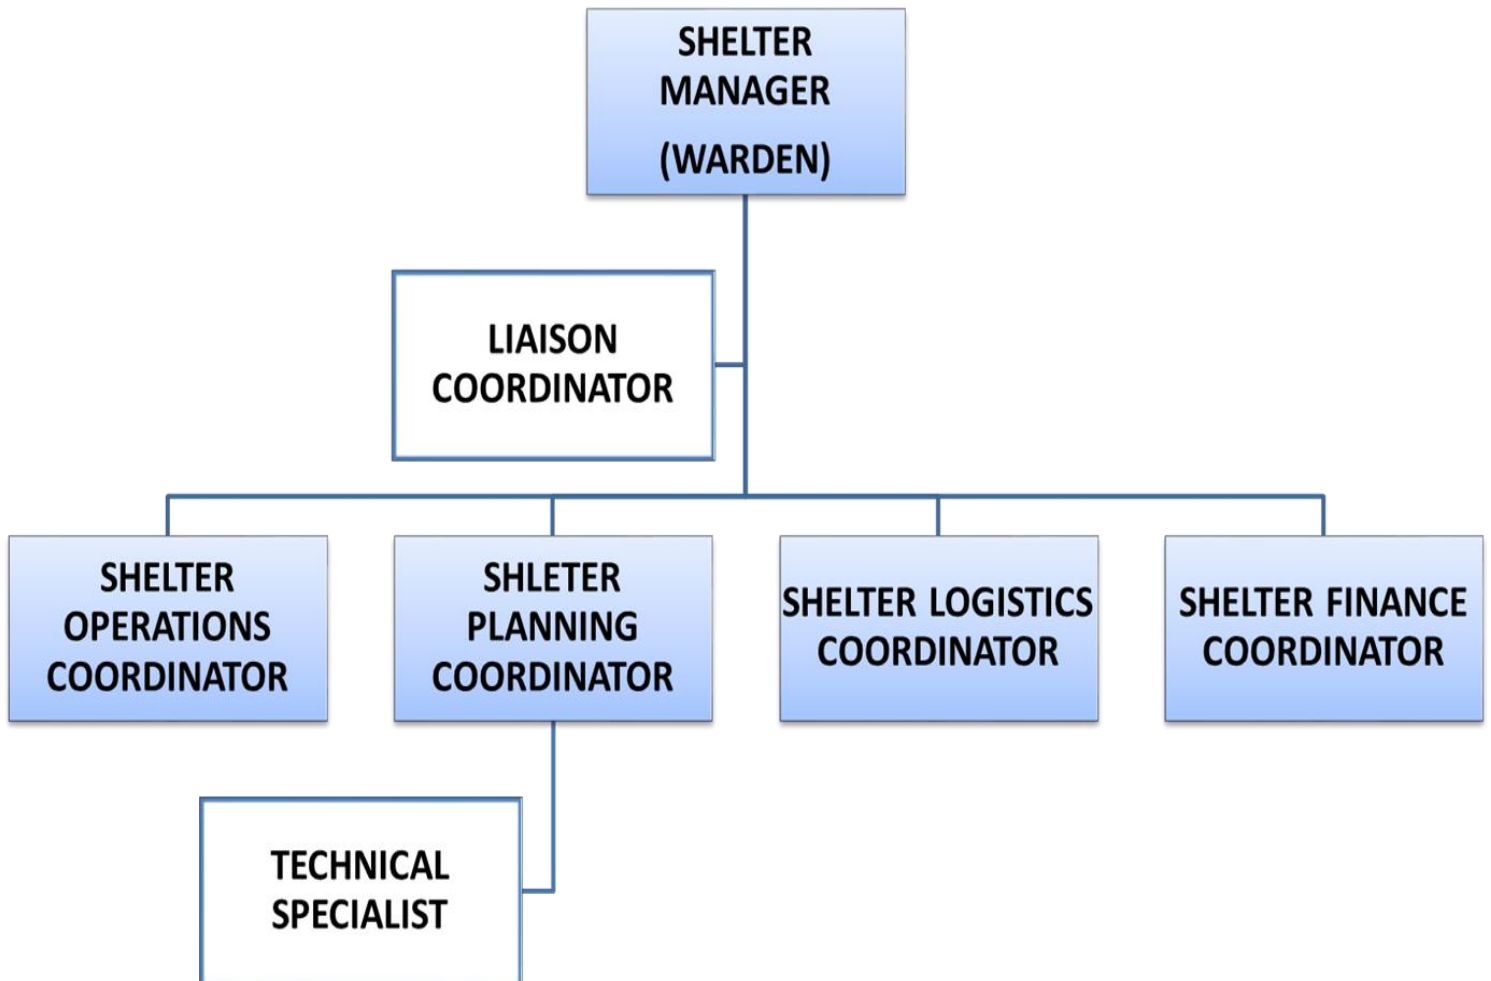 SHELTER
MANAGER
(WARDEN)
LIAISON
COORDINATOR
SHELTER
OPERATIONS
COORDINATOR
SHLETER
PLANNING
COORDINATOR
SHELTER LOGISTICS
COORDINATOR
SHELTER FINANCE
COORDINATOR
TECHNICAL
SPECIALIST